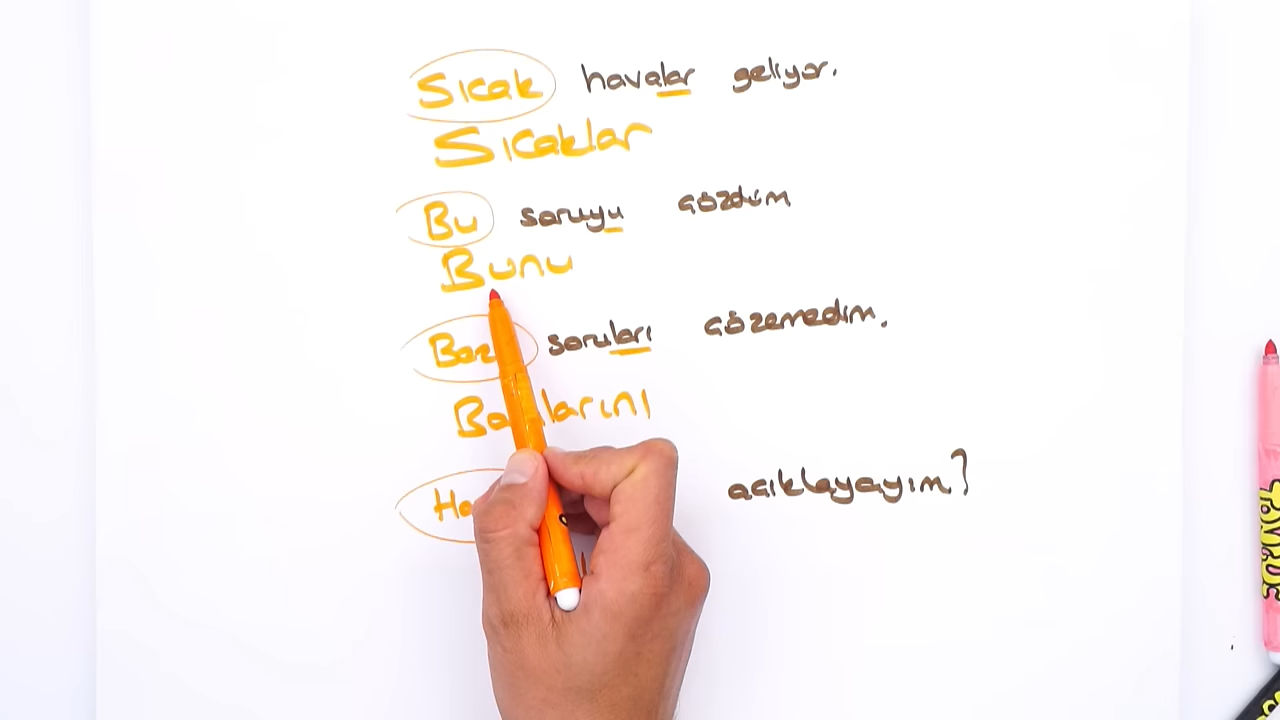 Sıcak havalar geliyor.
Sıcaklar
Bu soruyu çözdüm
Bunu
soruları çözemedim.
açıklayayım?